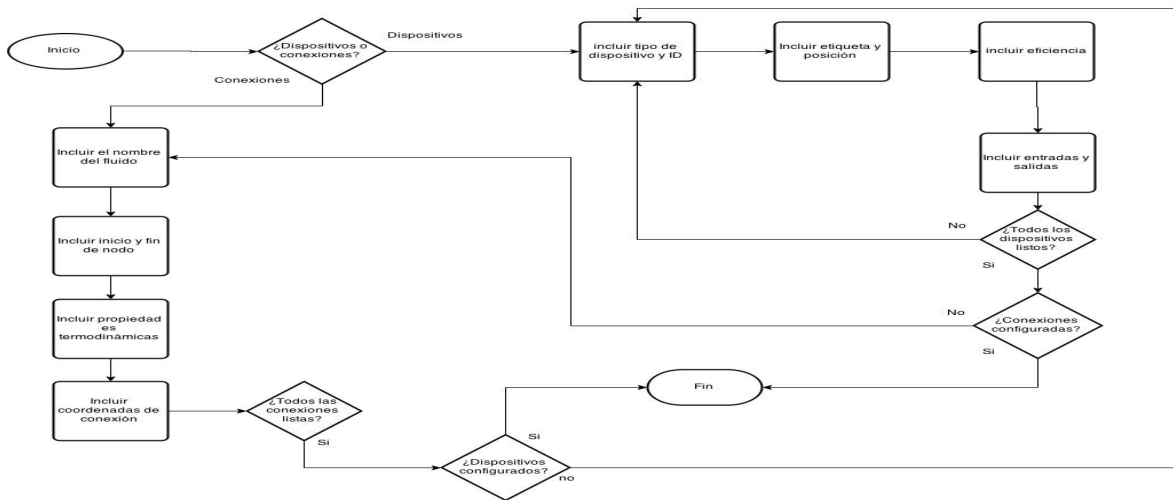 Inicio
¿Dispositivos o
conexiones?
Dispositivos
Conexiones
incluir tipo de
dispositivo y ID
Incluir etiqueta y
posición
incluir eficiencia
Incluir entradas y
salidas
¿Todos los
dispositivos
listos?
No
Si
¿Conexiones
configuradas?
No
Si
Incluir el nombre
del fluido
Incluir inicio y fin
de nodo
Incluir propiedad
es
termodinámicas
Incluir
coordenadas de
conexión
¿Todos las
conexiones
listas?
Si
¿Dispositivos
configurados?
Si
no
Fin